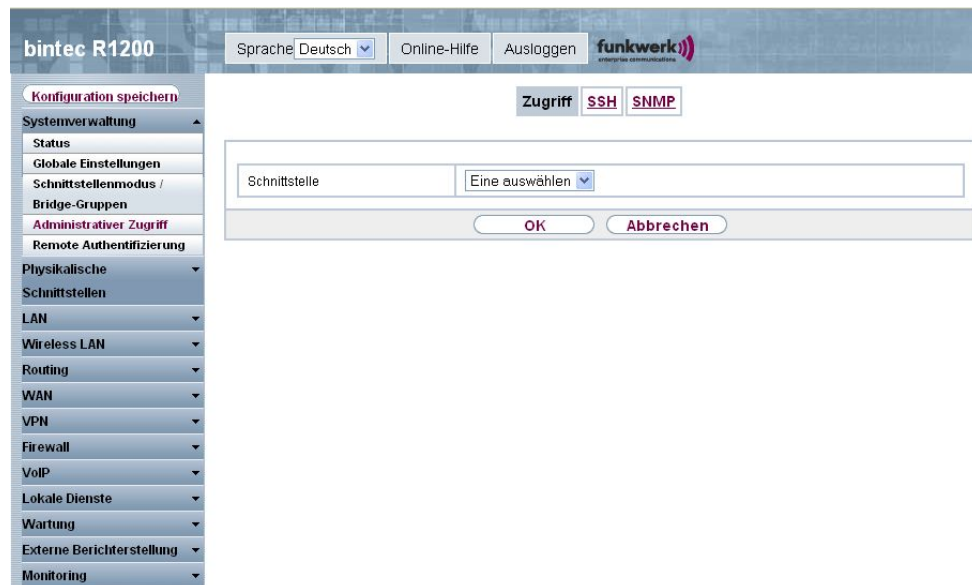 bintec R1200
Sprache Deutsch
Online-Hilfe
Ausloggen
funkwerk
enterprise communications
Konfiguration speichern
Systemverwaltung
Status
Globale Einstellungen
Schnittstellenmodus /
Bridge-Gruppen
Administrativer Zugriff
Remote Authentifizierung
Physikalische
Schnittstellen
LAN
Wireless LAN
Routing
WAN
VPN
Firewall
VoIP
Lokale Dienste
Wartung
Externe Berichterstellung
Monitoring
Zugriff SSH SNMP
Schnittstelle Eine auswählen
OK Abbrechen